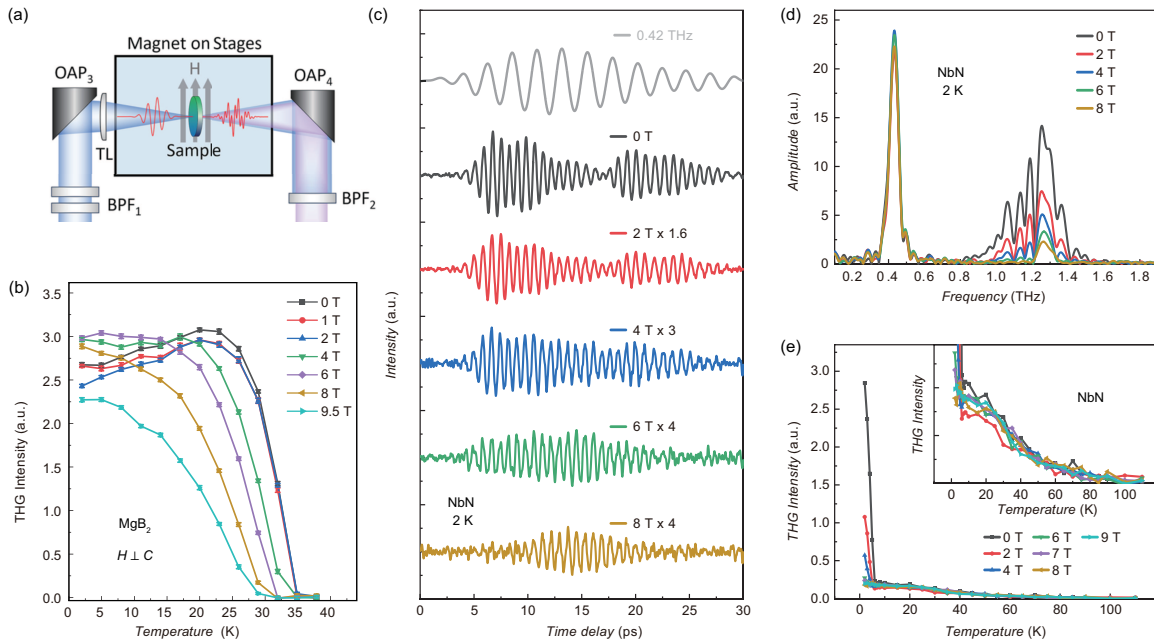 (a)
Magnet on Stages
OAP3
H
OAP4
TL
Sample
BPF1
BPF2
(b)
THG Intensity (a.u.)
3.5
3.0
2.5
2.0
1.5
1.0
0.5
0.0
0 T
1 T
2 T
4 T
6 T
8 T
9.5 T
MgB2
H ⊥ C
0 5 10 15 20 25 30 35 40
Temperature (K)
(c)
Intensity (a.u.)
0.42 THz
0 T
2 T x 1.6
4 T x 3
6 T x 4
NbN
2 K
8 T x 4
0 5 10 15 20 25 30
Time delay (ps)
(d)
Amplitude (a.u.)
25
20
15
10
5
0
NbN
2 K
0 T
2 T
4 T
6 T
8 T
0.2 0.4 0.6 0.8 1.0 1.2 1.4 1.6 1.8
Frequency (THz)
(e)
THG Intensity (a.u.)
3.0
2.5
2.0
1.5
1.0
0.5
0.0
THG Intensity
NbN
0 20 40 60 80 100
Temperature (K)
0 T 6 T 9 T
2 T 7 T
4 T 8 T
0 20 40 60 80 100
Temperature (K)